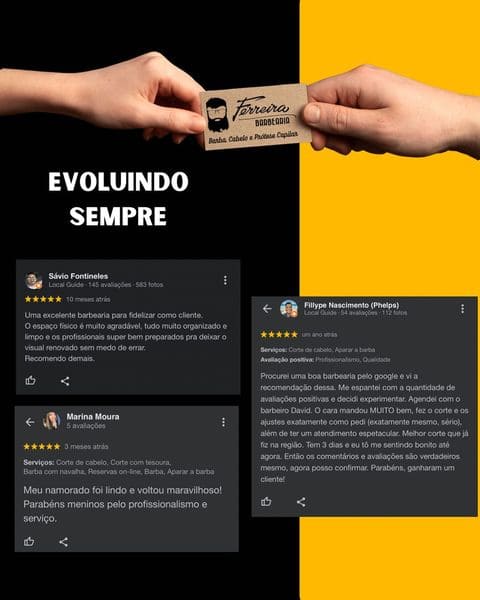 Ferreira
BARBEARIA
Barba, Cabelo e Prótese Capilar
EVOLUINDO
SEMPRE
Sávio Fontineles
Local Guide · 145 avaliações · 583 fotos
10 meses atrás
Uma excelente barbearia para fidelizar como cliente.
O espaço físico é muito agradável, tudo muito organizado e
limpo e os profissionais super bem preparados pra deixar o
visual renovado sem medo de errar.
Recomendo demais.
Marina Moura
5 avaliações
3 meses atrás
Serviços: Corte de cabelo, Corte com tesoura,
Barba com navalha, Reservas on-line, Barba, Aparar a barba
Meu namorado foi lindo e voltou maravilhoso!
Parabéns meninos pelo profissionalismo e
serviço.
Fillype Nascimento (Phelps)
Local Guide · 54 avaliações · 112 fotos
um ano atrás
Serviços: Corte de cabelo, Aparar a barba
Avaliação positiva: Profissionalismo, Qualidade
Procurei uma boa barbearia pelo google e vi a
recomendação dessa. Me espantei com a quantidade de
avaliações positivas e decidi experimentar. Agendei com o
barbeiro David. O cara mandou MUITO bem, fez o corte e os
ajustes exatamente como pedi (exatamente mesmo, sério),
além de ter um atendimento espetacular. Melhor corte que já
fiz na região. Tem 3 dias e eu tô me sentindo bonito até
agora. Então os comentários e avaliações são verdadeiros
mesmo, agora posso confirmar. Parabéns, ganharam um
cliente!